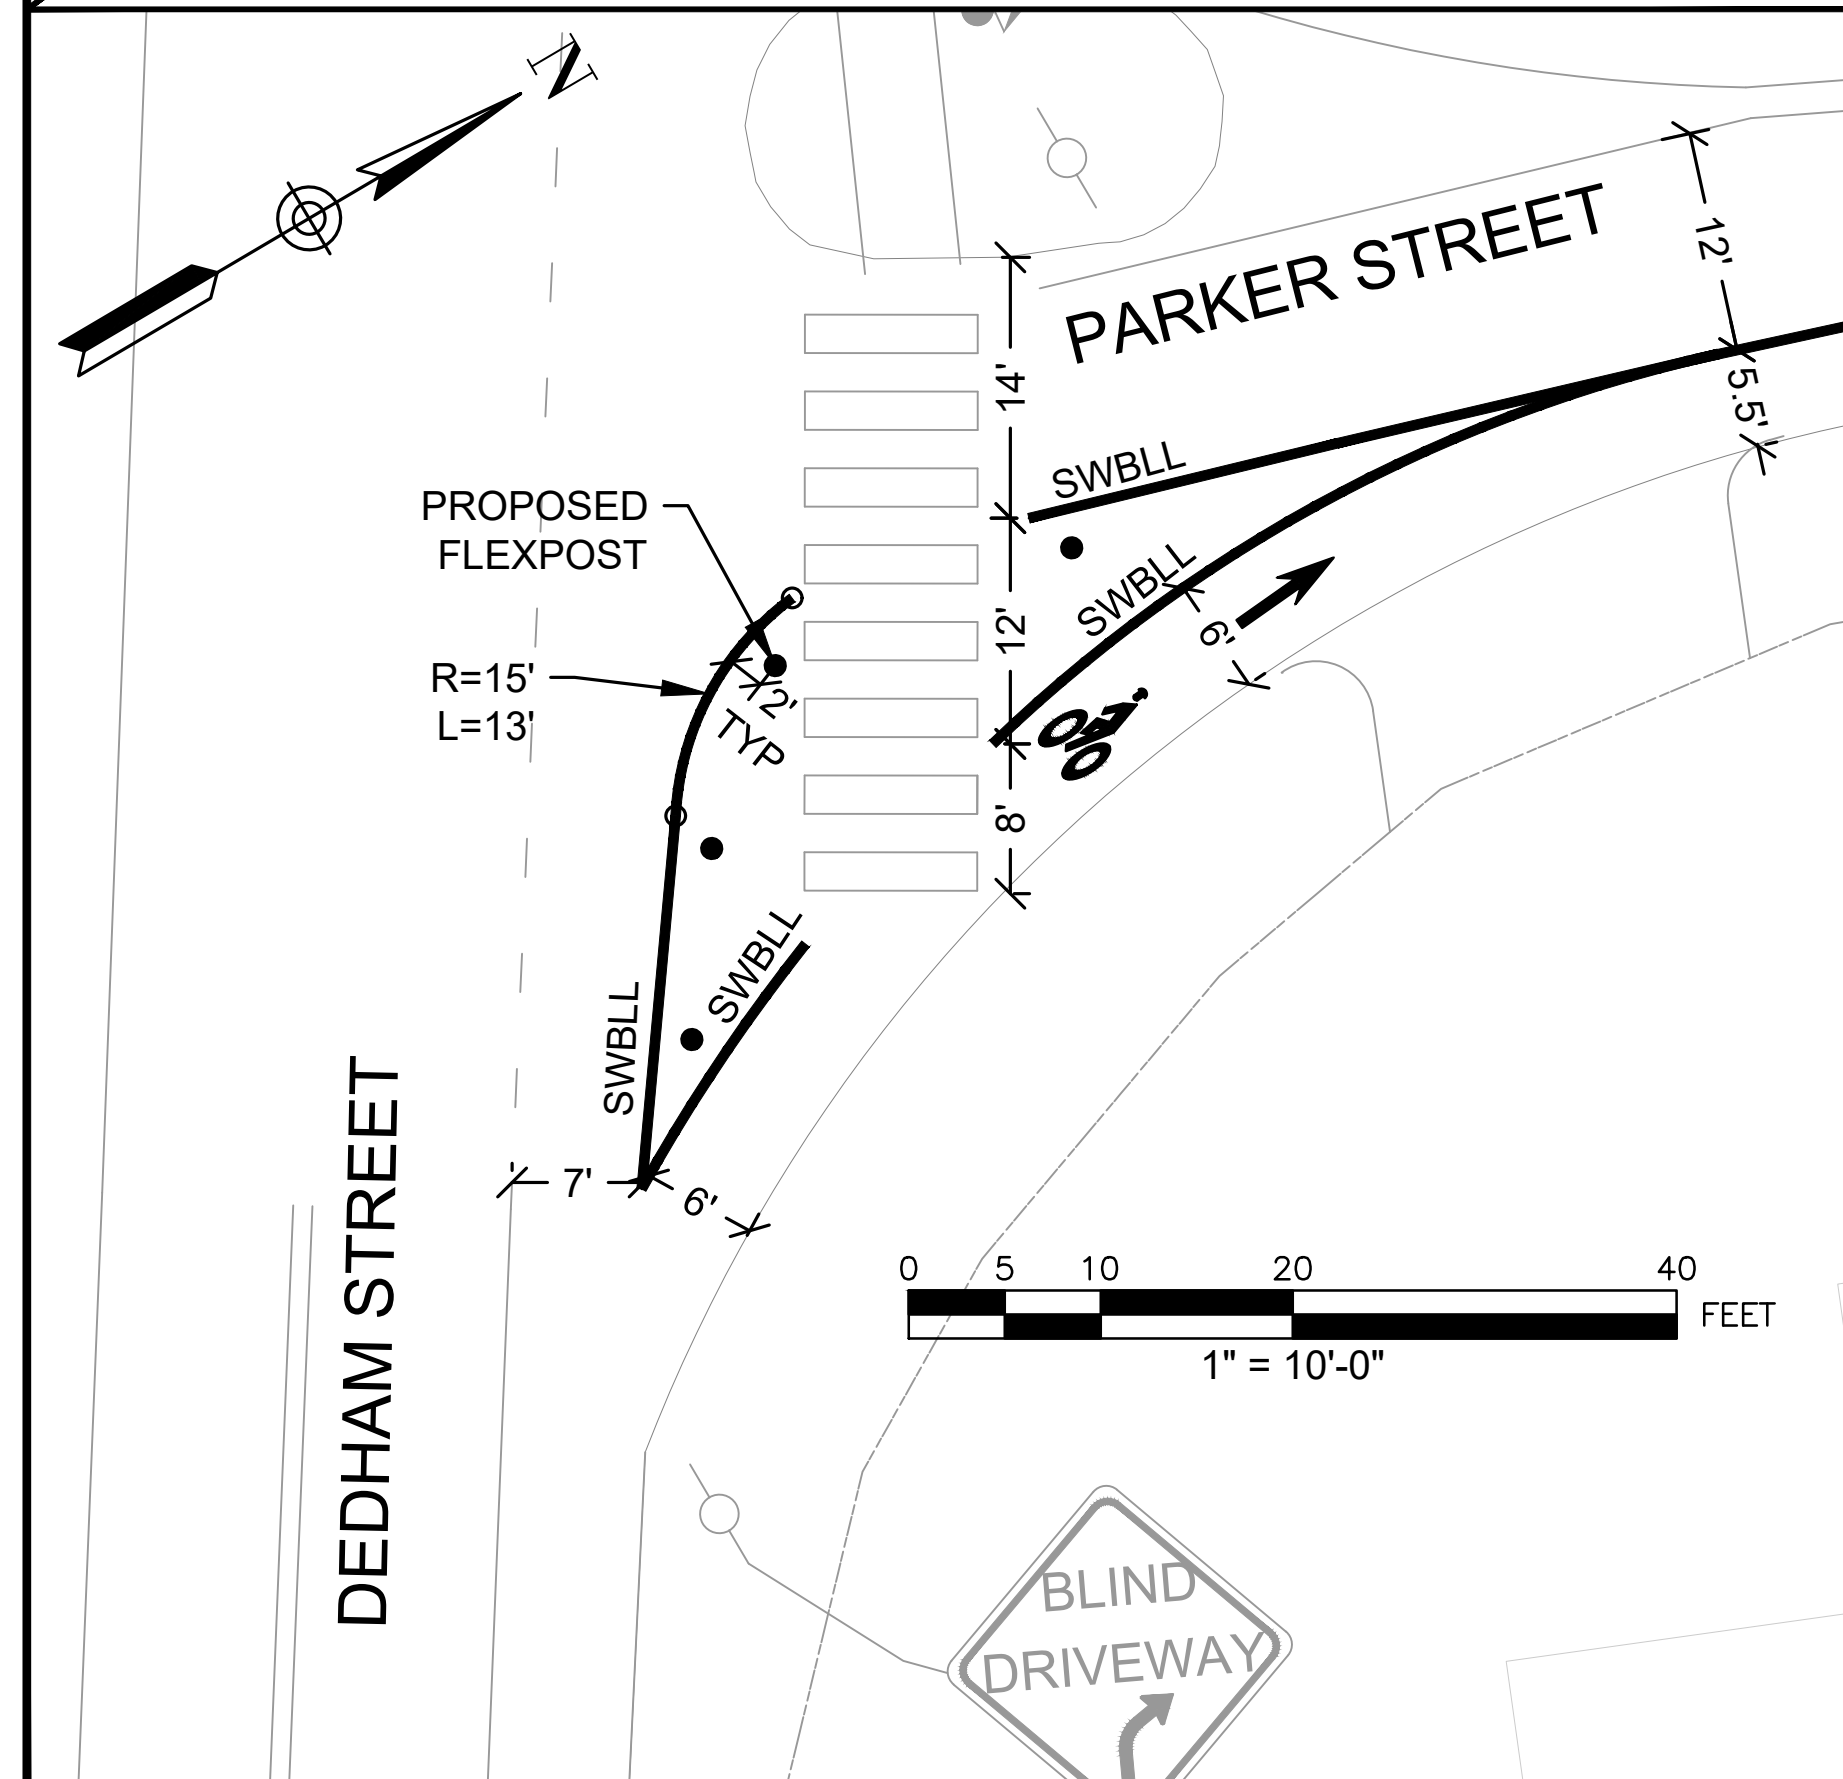 N
PARKER STREET
12'
5.5'
14'
12'
8'
SWBLL
SWBLL
6'
PROPOSED
FLEXPOST
R=15'
L=13'
2'
TYP
SWBLL
SWBLL
7'
6'
DEDHAM STREET
0 5 10 20 40
FEET
1" = 10'-0"
BLIND
DRIVEWAY